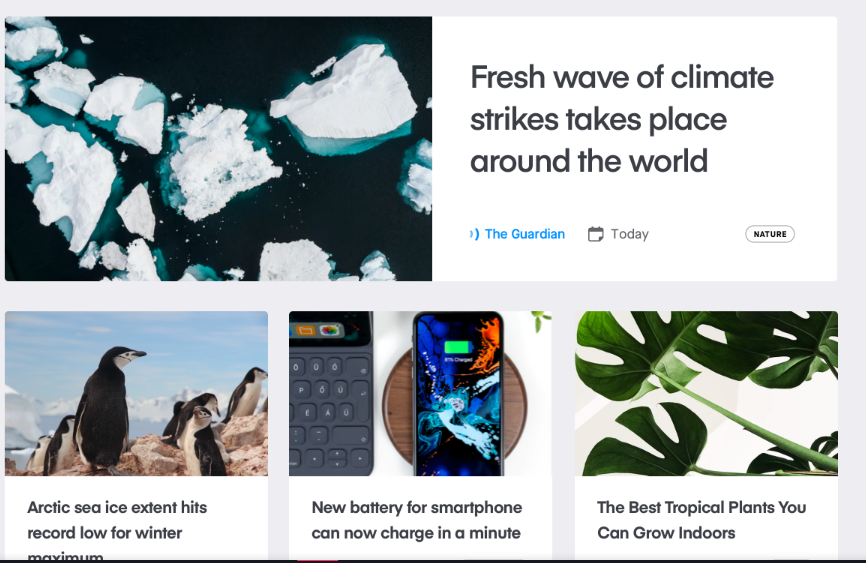 Fresh wave of climate
strikes takes place
around the world
The Guardian
Today
NATURE
81% Charged
Ö Ü Ó
P Ő Ú
É Á Ű
Arctic sea ice extent hits
record low for winter
maximum
New battery for smartphone
can now charge in a minute
The Best Tropical Plants You
Can Grow Indoors